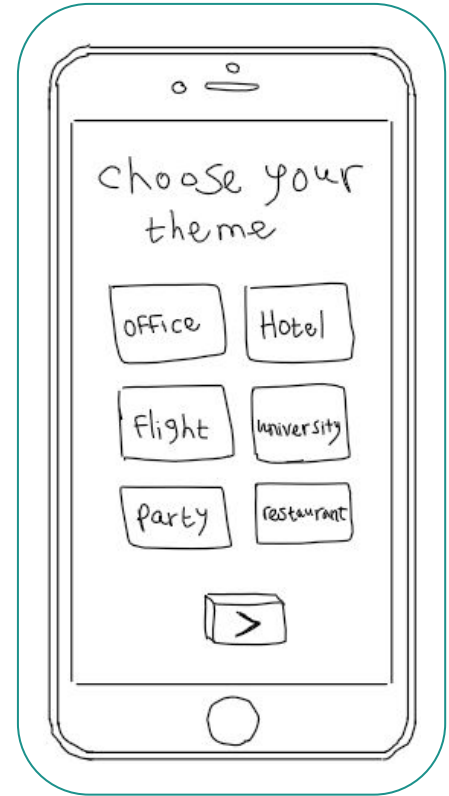 choose your
theme
office Hotel
Flight university
Party restaurant
>